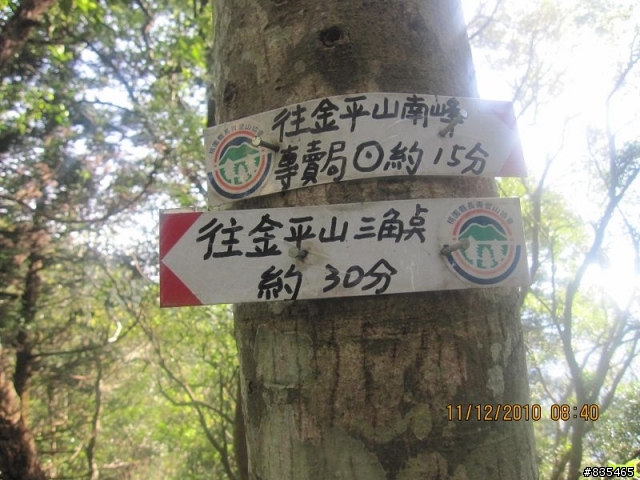 往金平山南峰
專賣局⊙約15分
往金平山三角点
約 30分
11/12/2010 08:40
#835465